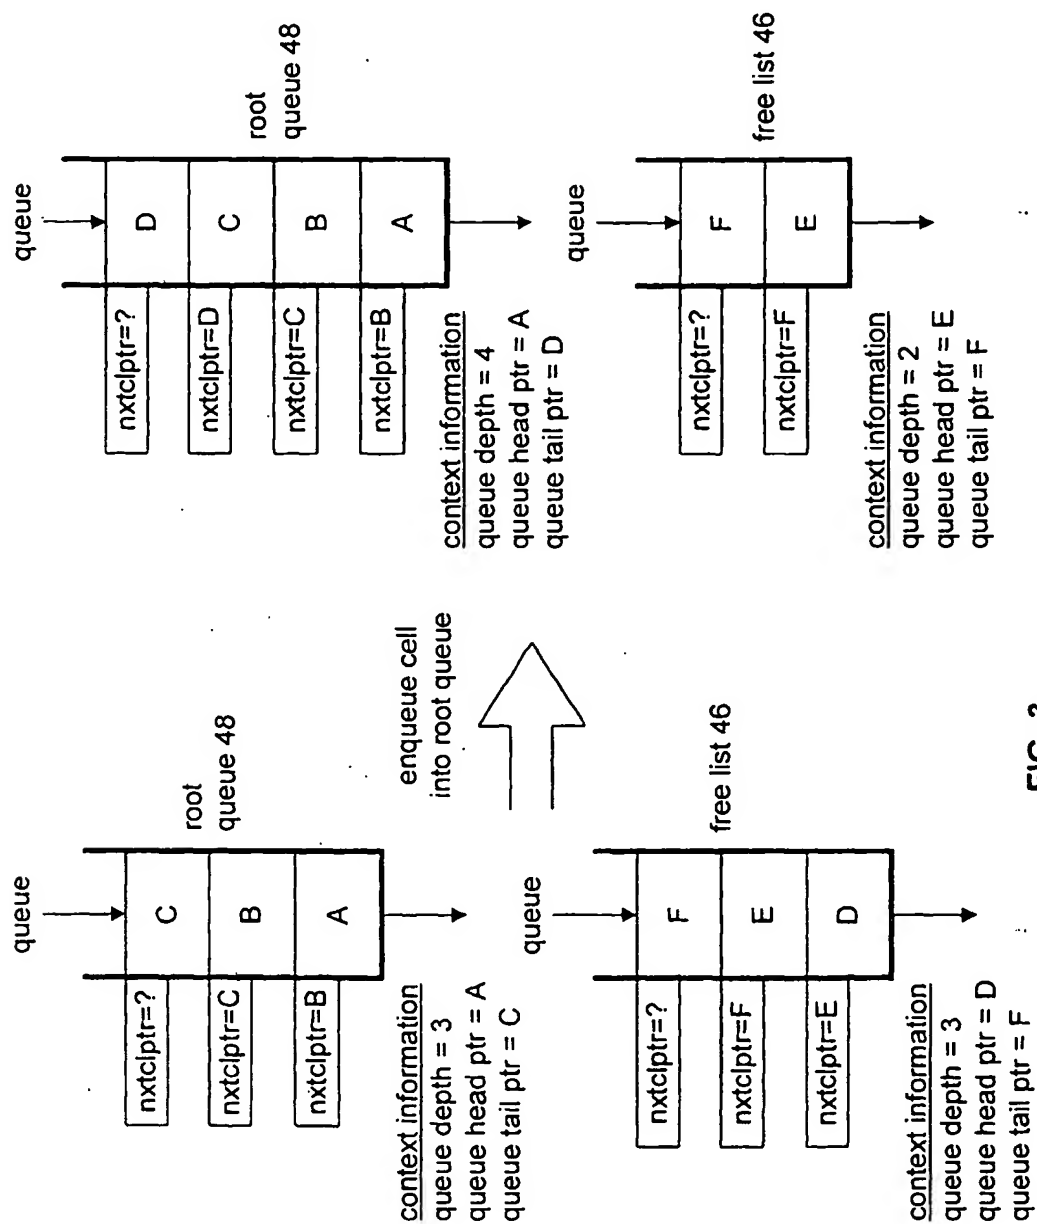 queue
nxtclptr=?
C
nxtclptr=C
B
nxtclptr=B
A
root
queue 48
context information
queue depth = 3
queue head ptr = A
queue tail ptr = C
queue
nxtclptr=?
F
nxtclptr=F
E
nxtclptr=E
D
free list 46
context information
queue depth = 3
queue head ptr = D
queue tail ptr = F
enqueue cell
into root queue
queue
nxtclptr=?
D
nxtclptr=D
C
nxtclptr=C
B
nxtclptr=B
A
root
queue 48
context information
queue depth = 4
queue head ptr = A
queue tail ptr = D
queue
nxtclptr=?
F
nxtclptr=F
E
free list 46
context information
queue depth = 2
queue head ptr = E
queue tail ptr = F
FIG.